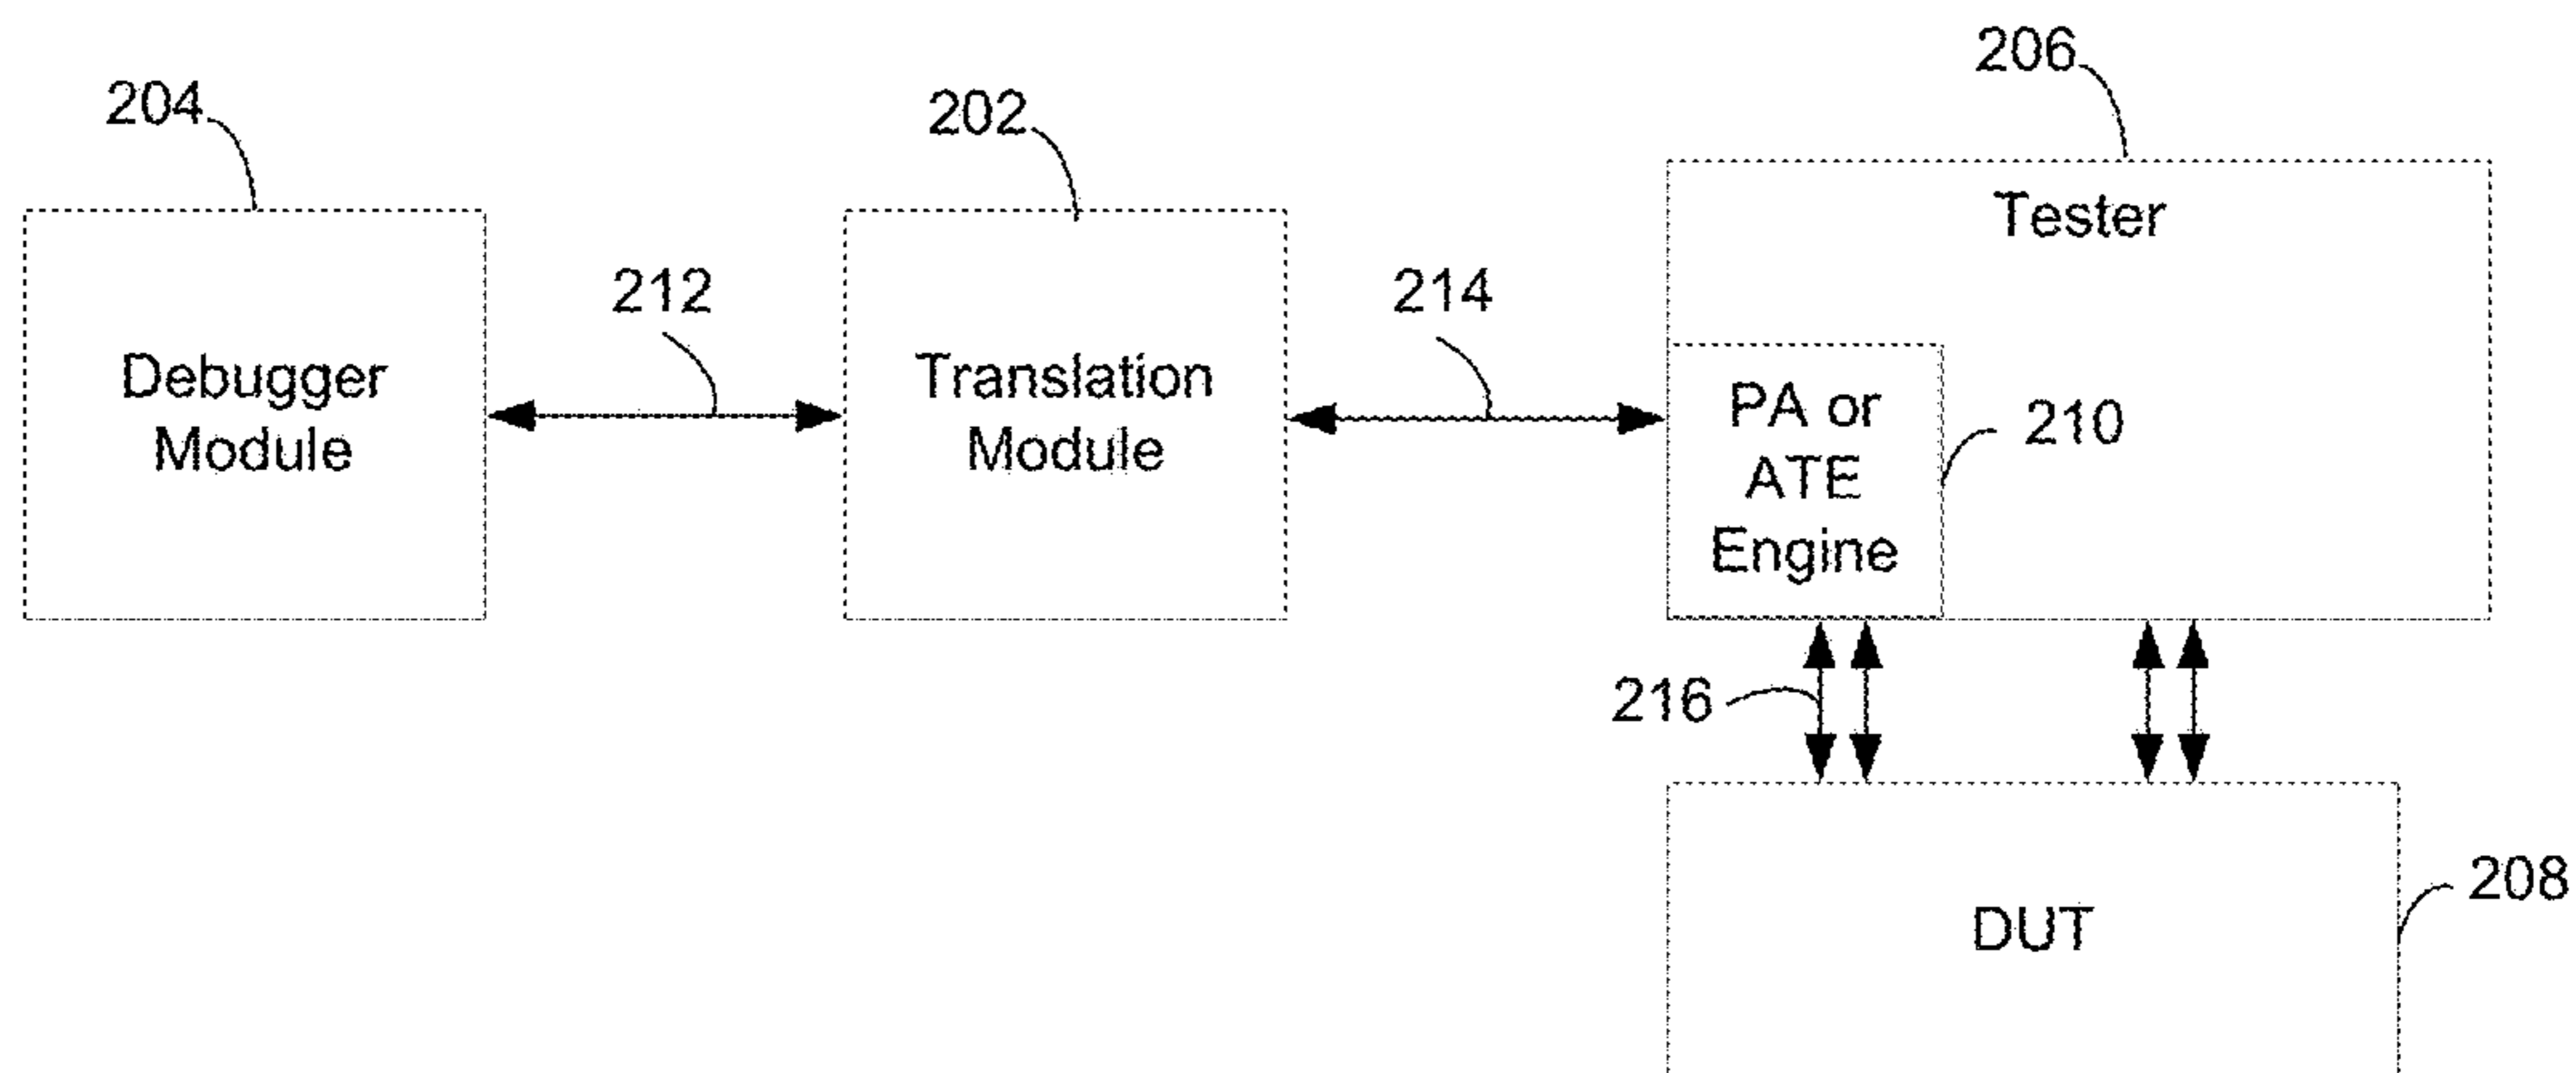 206
204
202
Tester
212
214
Debugger
Module
Translation
Module
PA or
ATE
Engine
210
216
208
DUT